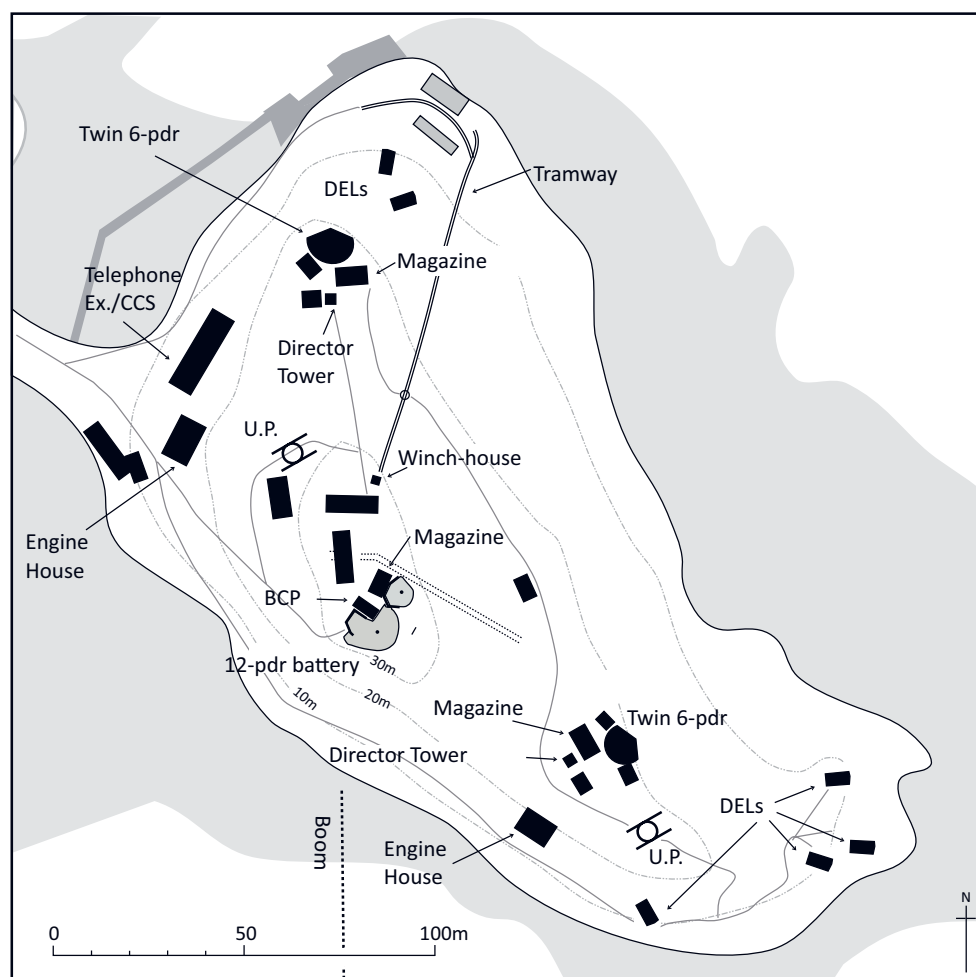 Twin 6-pdr
Tramway
DELs
Magazine
Telephone
Ex./CCS
Director
Tower
U.P.
Winch-house
Engine
House
Magazine
BCP
12-pdr battery
30m
20m
10m
Magazine
Twin 6-pdr
Director Tower
DELs
Boom
Engine
House
U.P.
N
0 50 100m